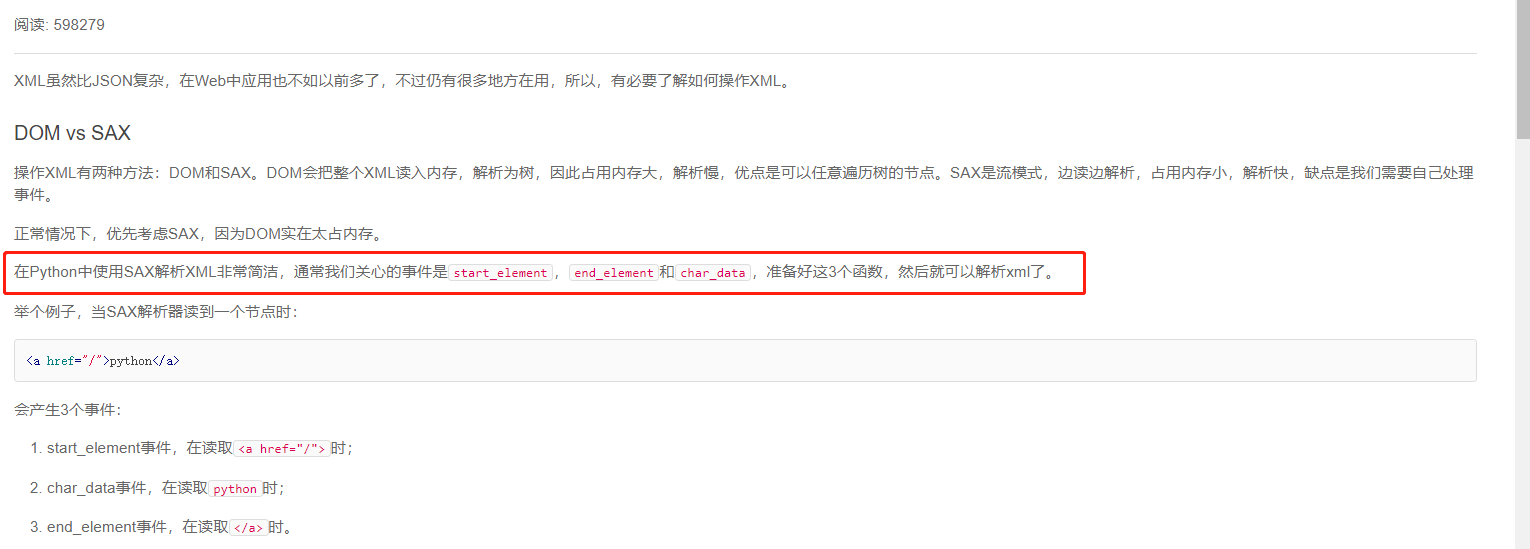 阅读: 598279
XML虽然比JSON复杂，在Web中应用也不如以前多了，不过仍有很多地方在用，所以，有必要了解如何操作XML。
DOM vs SAX
操作XML有两种方法：DOM和SAX。DOM会把整个XML读入内存，解析为树，因此占用内存大，解析慢，优点是可以任意遍历树的节点。SAX是流模式，边读边解析，占用内存小，解析快，缺点是我们需要自己处理
事件。
正常情况下，优先考虑SAX，因为DOM实在太占内存。
在Python中使用SAX解析XML非常简洁，通常我们关心的事件是start_element，end_element和char_data，准备好这3个函数，然后就可以解析xml了。
举个例子，当SAX解析器读到一个节点时：
<a href="/">python</a>
会产生3个事件：
1. start_element事件，在读取<a href="/">时；
2. char_data事件，在读取python时；
3. end_element事件，在读取</a>时。